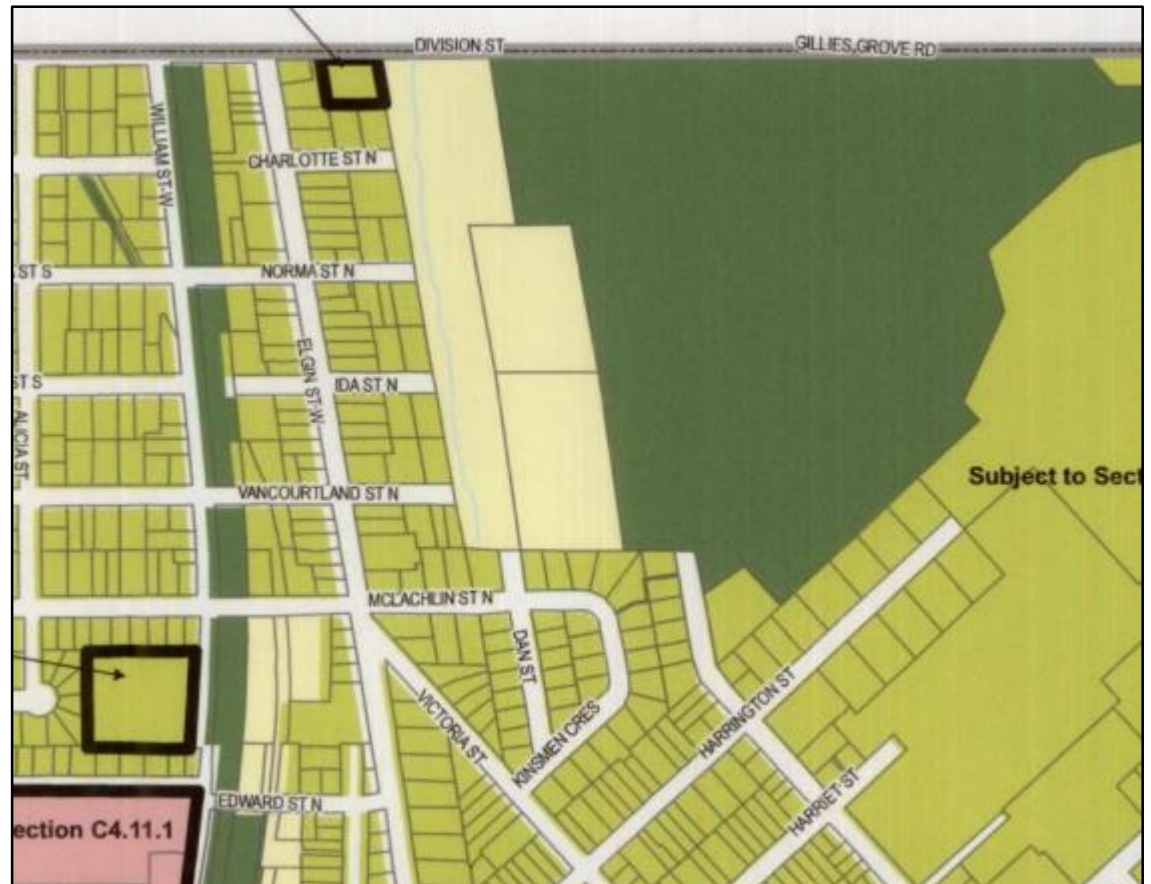 DIVISION ST
GILLIES GROVE RD
WILLIAM ST W
CHARLOTTE ST N
ST S
NORMA ST N
ELGIN ST W
ST S
IDA ST N
ALICIA ST
Subject to Sect
VANCOURTLAND ST N
MCLACHLIN ST N
DAN ST
VICTORIA ST
HARRINGTON ST
KINSMEN CRES
EDWARD ST N
HARRIET ST
ection C4.11.1